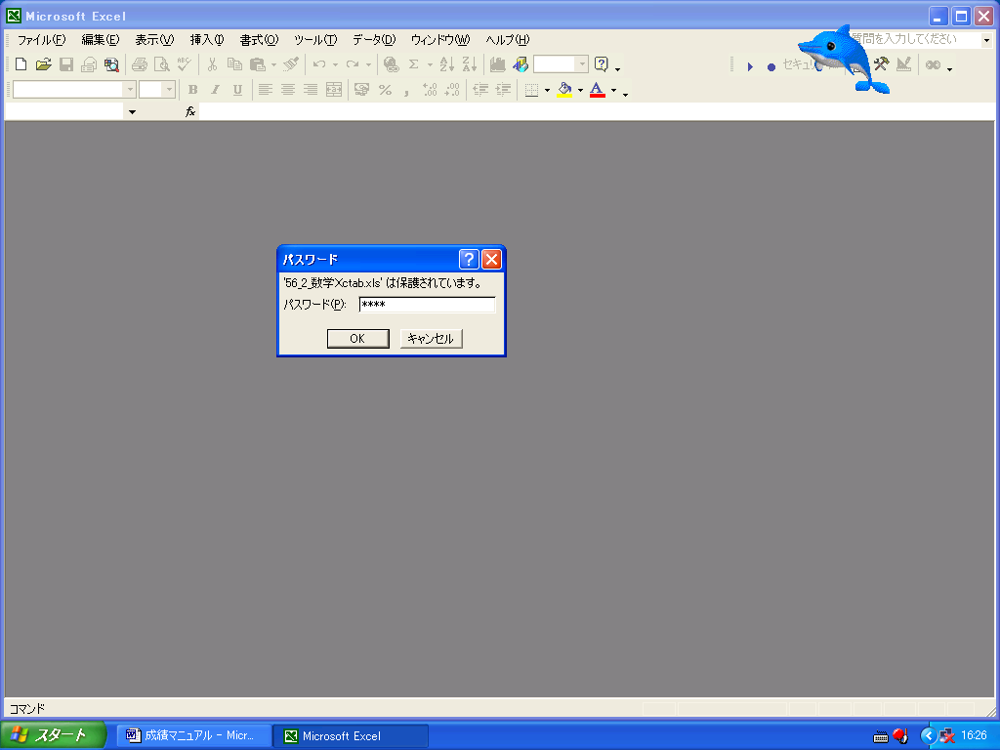 Microsoft Excel
ファイル(F) 編集(E) 表示(V) 挿入(I) 書式(O) ツール(T) データ(D) ウィンドウ(W) ヘルプ(H) 質問を入力してください
セキュリ
B I U % ,
fx
パスワード
'56_2_数学Xctab.xls' は保護されています。
パスワード(P): ****
OK キャンセル
コマンド
スタート 成績マニュアル - Micr... Microsoft Excel 16:26